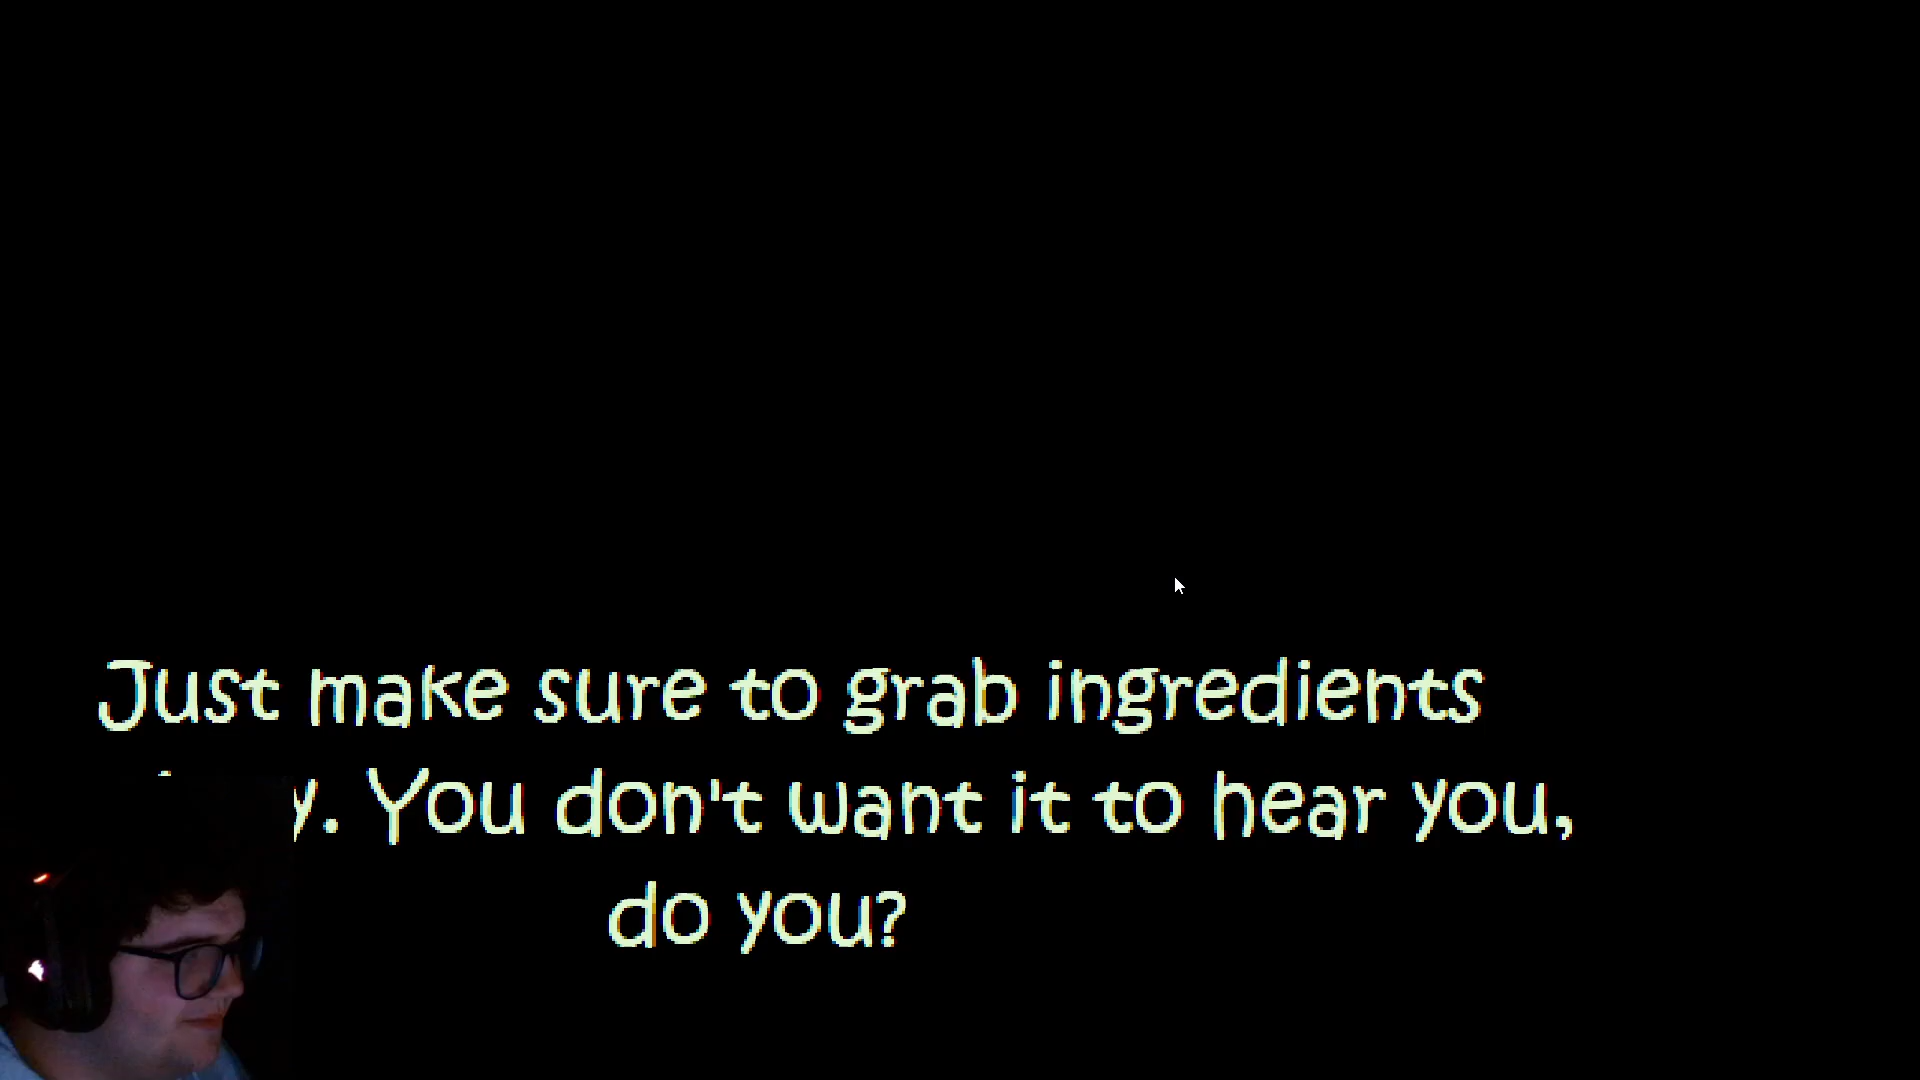 Just make sure to grab ingredients
You don't want it to hear you,
do you?